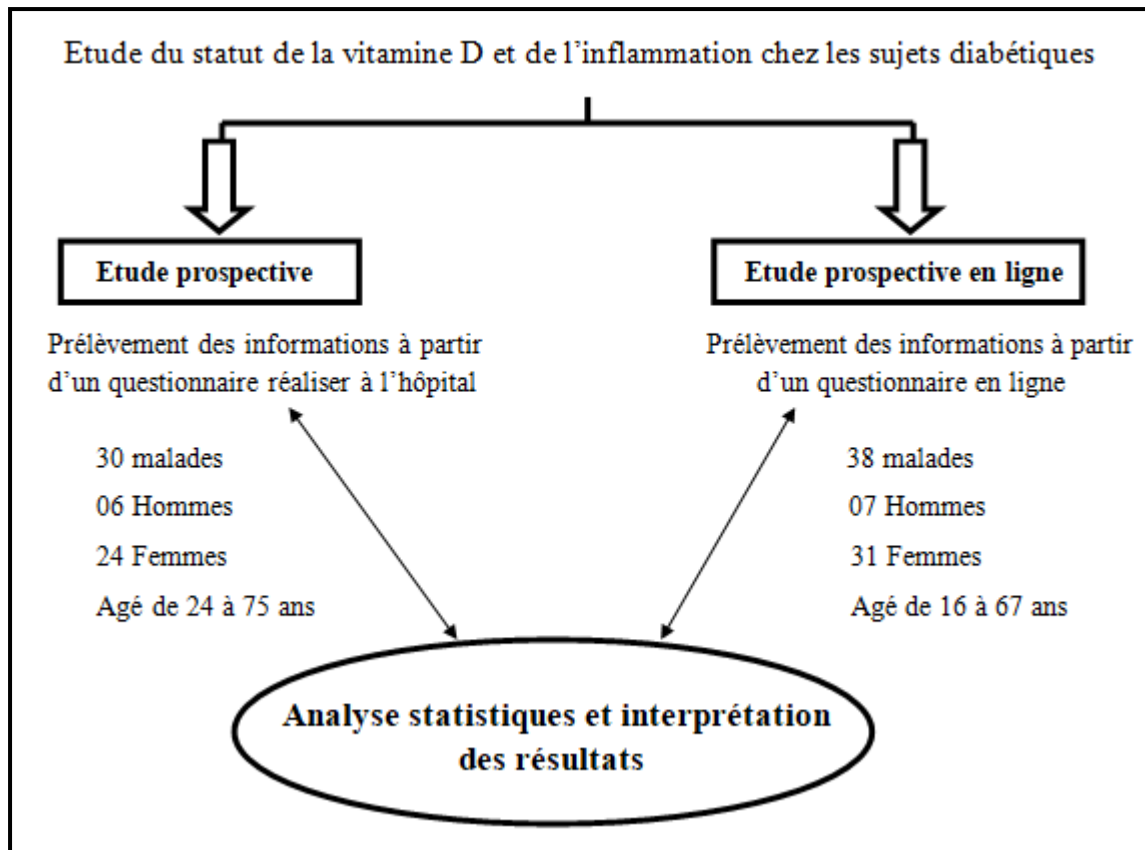 Etude du statut de la vitamine D et de l’inflammation chez les sujets diabétiques
Etude prospective
Prélèvement des informations à partir
d’un questionnaire réaliser à l’hôpital
30 malades
06 Hommes
24 Femmes
Agé de 24 à 75 ans
Etude prospective en ligne
Prélèvement des informations à partir
d’un questionnaire en ligne
38 malades
07 Hommes
31 Femmes
Agé de 16 à 67 ans
Analyse statistiques et interprétation
des résultats